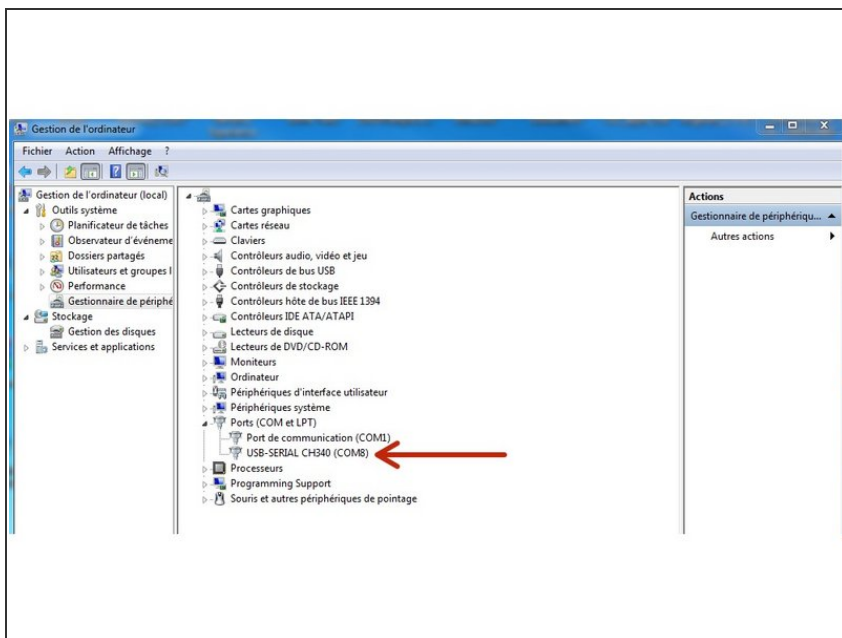 Gestion de l'ordinateur
Fichier Action Affichage ?
Gestion de l'ordinateur (local)
Outils système
Planificateur de tâches
Observateur d'événeme
Dossiers partagés
Utilisateurs et groupes l
Performance
Gestionnaire de périphé
Stockage
Gestion des disques
Services et applications
Cartes graphiques
Cartes réseau
Claviers
Contrôleurs audio, vidéo et jeu
Contrôleurs de bus USB
Contrôleurs de stockage
Contrôleurs hôte de bus IEEE 1394
Contrôleurs IDE ATA/ATAPI
Lecteurs de disque
Lecteurs de DVD/CD-ROM
Moniteurs
Ordinateur
Périphériques d'interface utilisateur
Périphériques système
Ports (COM et LPT)
Port de communication (COM1)
USB-SERIAL CH340 (COM8)
Processeurs
Programming Support
Souris et autres périphériques de pointage
Actions
Gestionnaire de périphériqu...
Autres actions